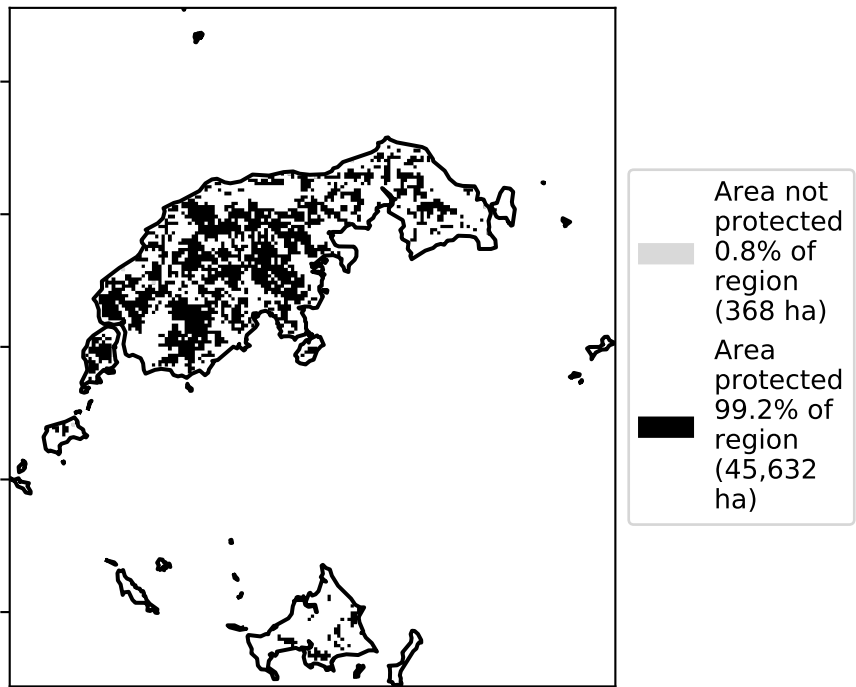 Area not
protected
0.8% of
region
(368 ha)
Area
protected
99.2% of
region
(45,632
ha)